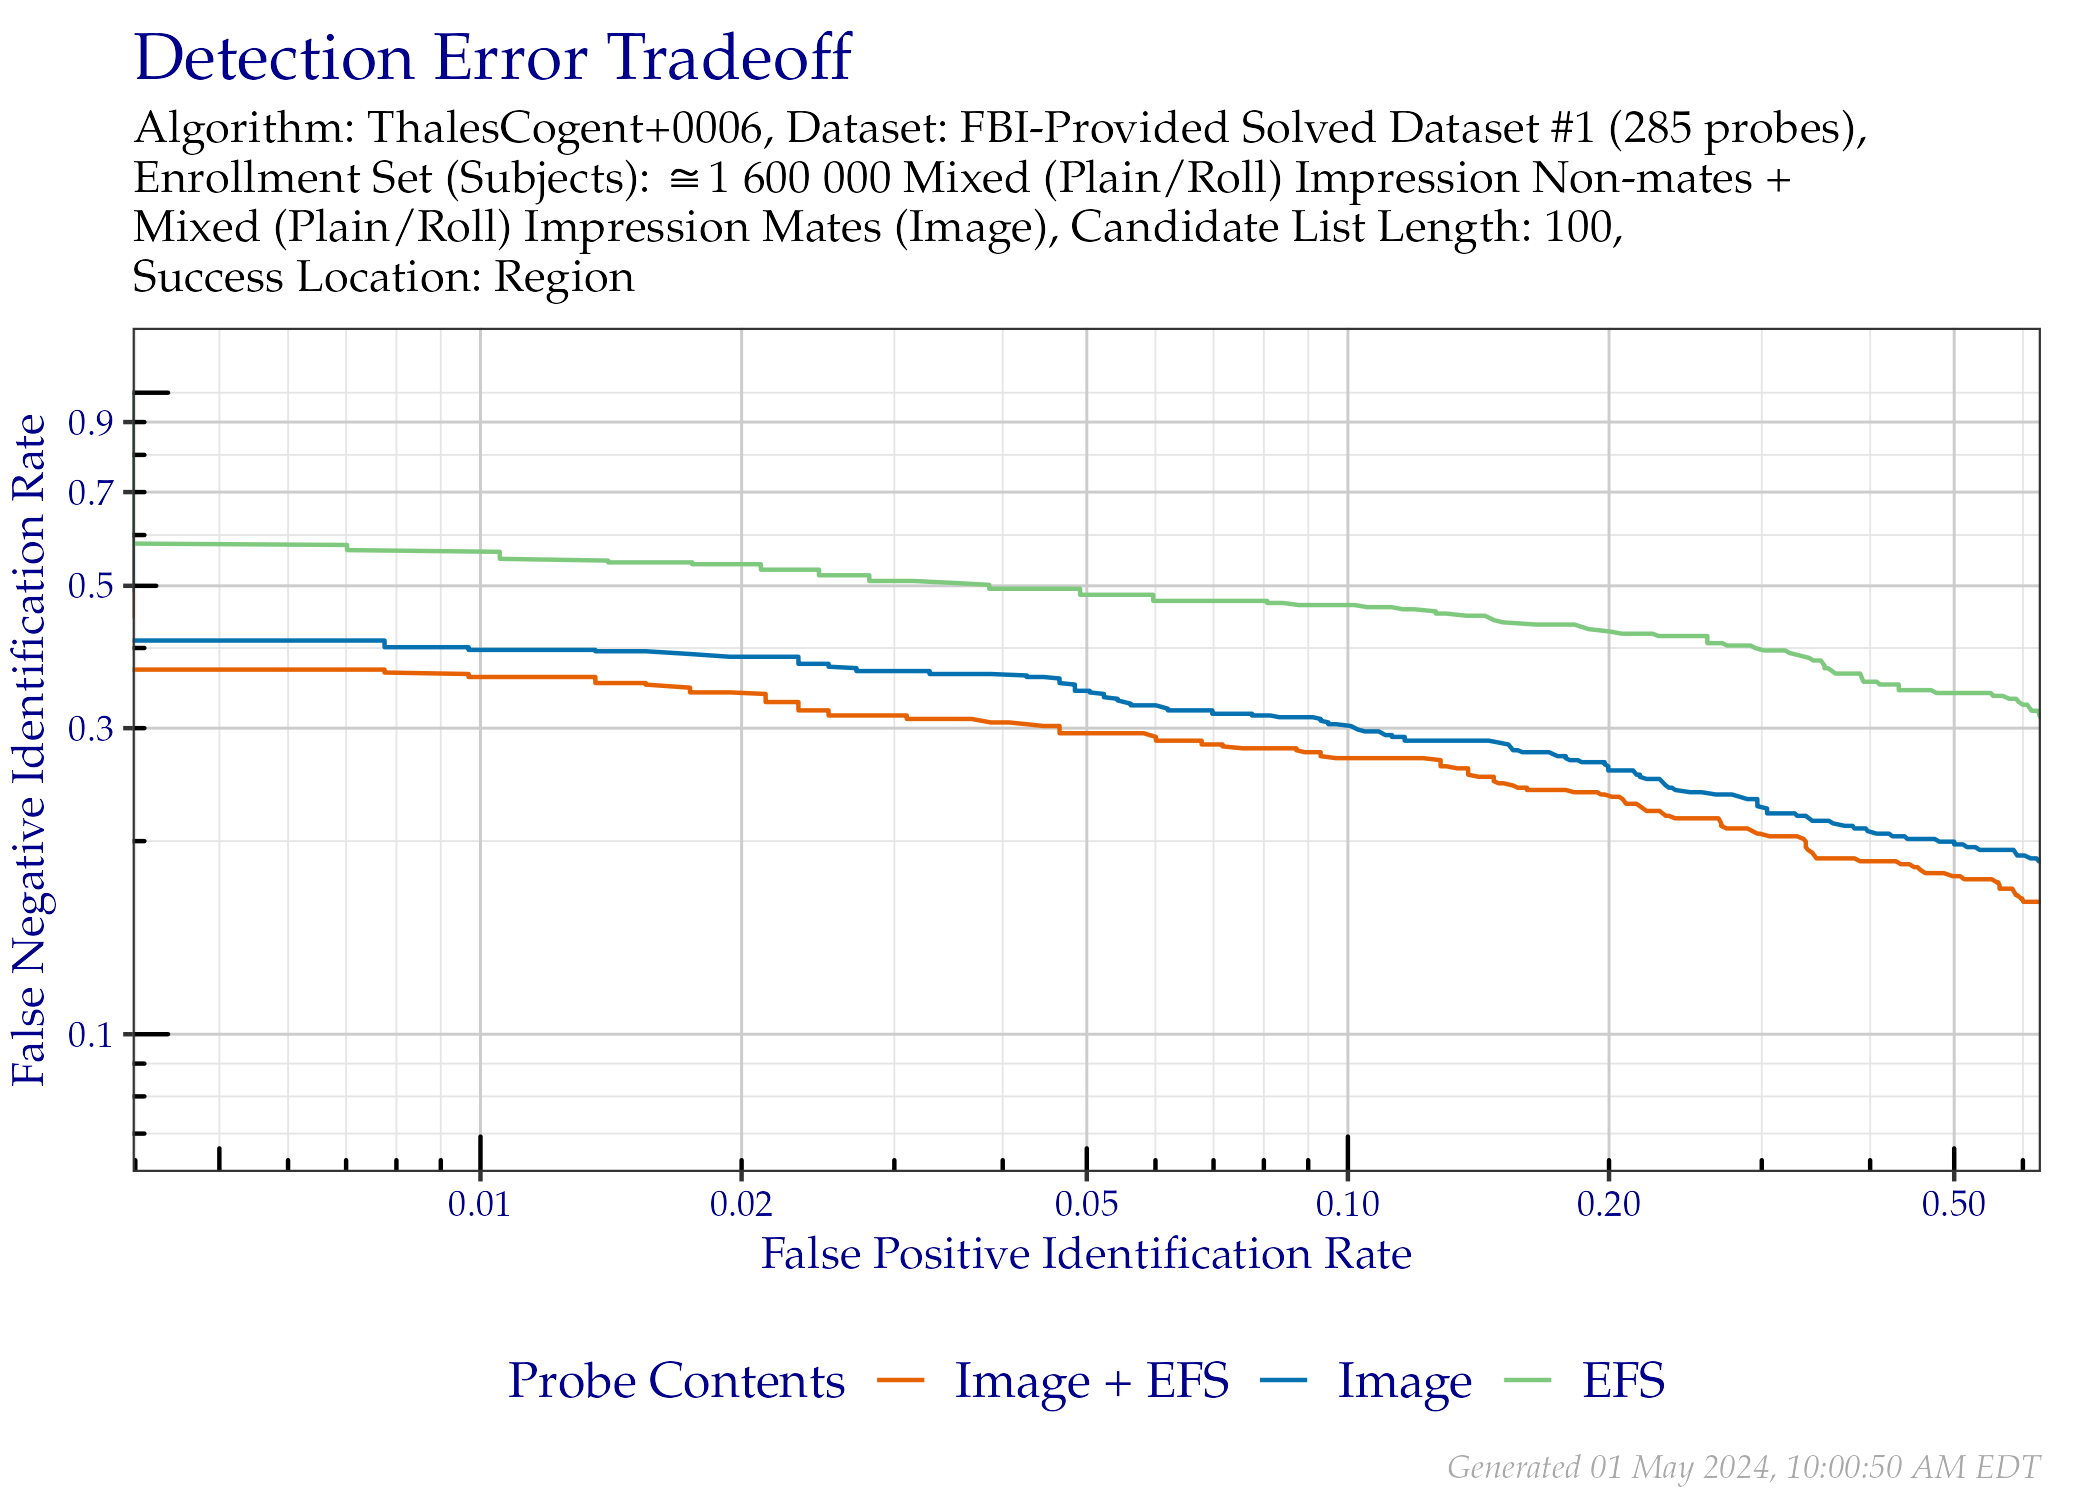 Detection Error Tradeoff
Algorithm: ThalesCogent+0006, Dataset: FBI-Provided Solved Dataset #1 (285 probes),
Enrollment Set (Subjects): ≅ 1 600 000 Mixed (Plain/Roll) Impression Non-mates +
Mixed (Plain/Roll) Impression Mates (Image), Candidate List Length: 100,
Success Location: Region
False Negative Identification Rate
0.9
0.7
0.5
0.3
0.1
0.01 0.02 0.05 0.10 0.20 0.50
False Positive Identification Rate
Probe Contents Image + EFS Image EFS
Generated 01 May 2024, 10:00:50 AM EDT